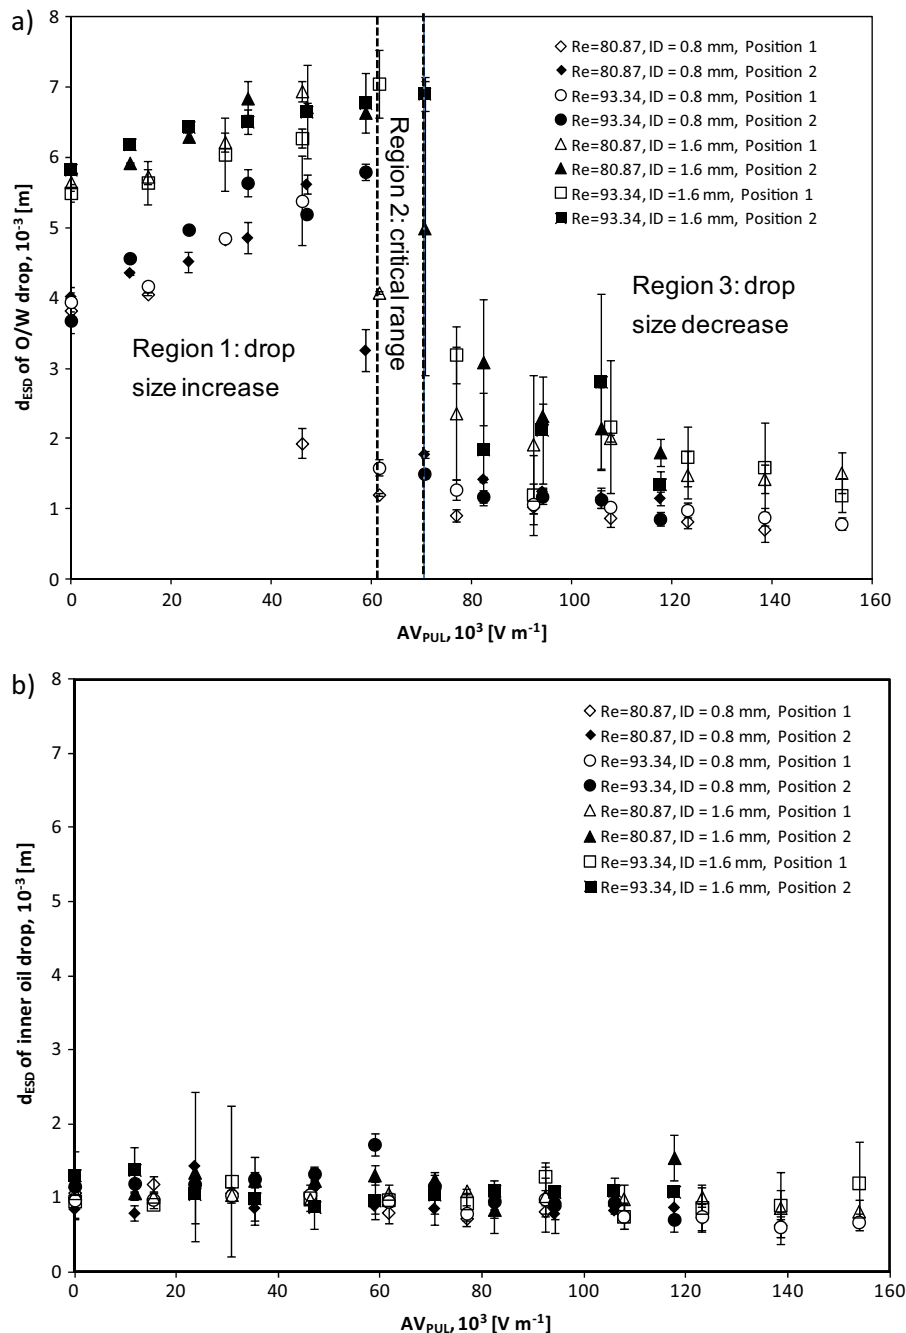 a)
8
7
6
5
4
3
2
1
0
d_ESD of O/W drop, 10^-3 [m]
Re=80.87, ID = 0.8 mm, Position 1
Re=80.87, ID = 0.8 mm, Position 2
Re=93.34, ID = 0.8 mm, Position 1
Re=93.34, ID = 0.8 mm, Position 2
Re=80.87, ID = 1.6 mm, Position 1
Re=80.87, ID = 1.6 mm, Position 2
Re=93.34, ID =1.6 mm, Position 1
Re=93.34, ID = 1.6 mm, Position 2
Region 1: drop
size increase
Region 2: critical
range
Region 3: drop
size decrease
0 20 40 60 80 100 120 140 160
AV_PUL, 10^3 [V m^-1]
b)
8
7
6
5
4
3
2
1
0
d_ESD of inner oil drop, 10^-3 [m]
Re=80.87, ID = 0.8 mm, Position 1
Re=80.87, ID = 0.8 mm, Position 2
Re=93.34, ID = 0.8 mm, Position 1
Re=93.34, ID = 0.8 mm, Position 2
Re=80.87, ID = 1.6 mm, Position 1
Re=80.87, ID = 1.6 mm, Position 2
Re=93.34, ID =1.6 mm, Position 1
Re=93.34, ID = 1.6 mm, Position 2
0 20 40 60 80 100 120 140 160
AV_PUL, 10^3 [V m^-1]